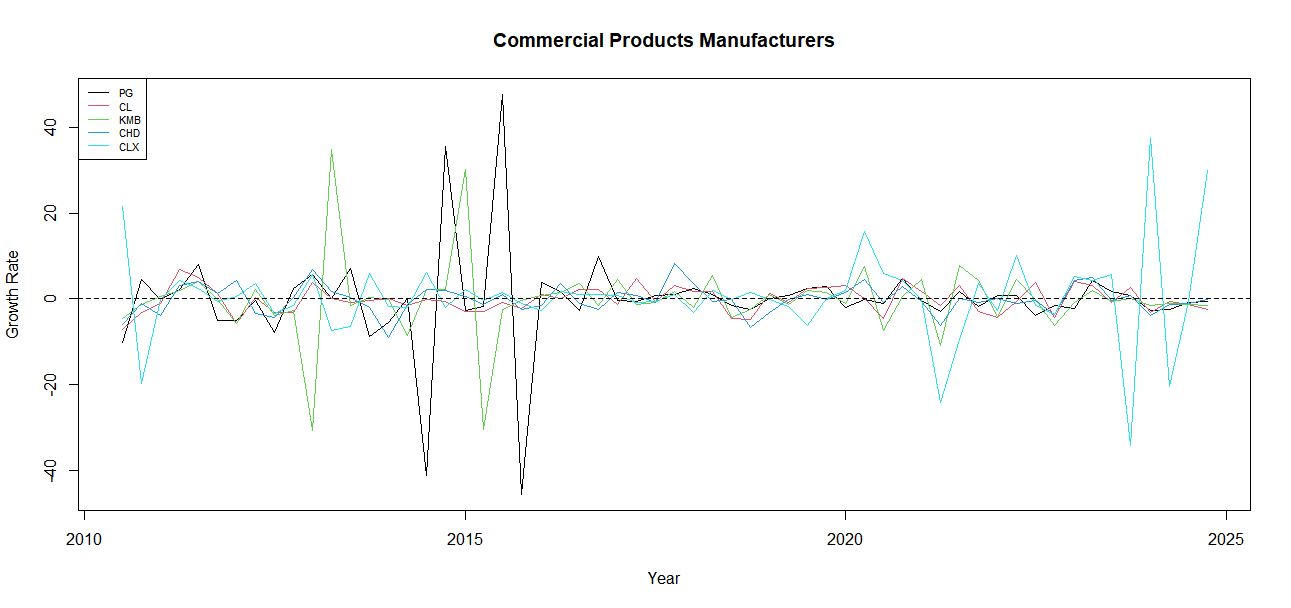 Commercial Products Manufacturers
PG
CL
KMB
CHD
CLX
Growth Rate
40
20
0
-20
-40
2010
2015
2020
2025
Year